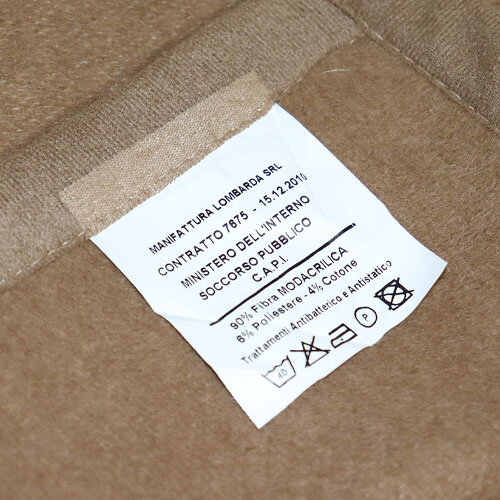 MANIFATTURA LOMBARDA SRL
CONTRATTO 7675 - 15.12.2010
MINISTERO DELL'INTERNO
SOCCORSO PUBBLICO
C.A.P.I.
90% Fibra MODACRILICA
6% Poliestere - 4% Cotone
Trattamenti Antibatterico e Antistatico
40 P